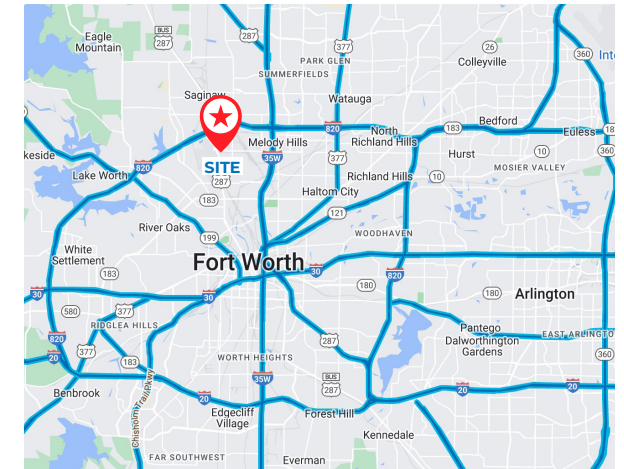 Eagle
Mountain
BUS
287
287
377
PARK GLEN
SUMMERFIELDS
26
Colleyville
360
Inte
Saginaw
Watauga
Bedford
820
North
Richland Hills
183
Euless
18
Melody Hills
35W
377
Hurst
10
360
keside
820
SITE
MOSIER VALLEY
Lake Worth
287
Richland Hills
10
183
Haltom City
121
River Oaks
199
WOODHAVEN
White
Settlement
183
Fort Worth
30
820
180
180
Arlington
30
30
580
377
RIDGLEA HILLS
287
Pantego
Dalworthington
Gardens
EAST ARLINGTO
820
20
377
183
WORTH HEIGHTS
360
35W
BUS
287
Benbrook
Chisholm Trail Pkwy
20
20
20
Edgecliff
Village
Forest Hill
Kennedale
FAR SOUTHWEST
Everman